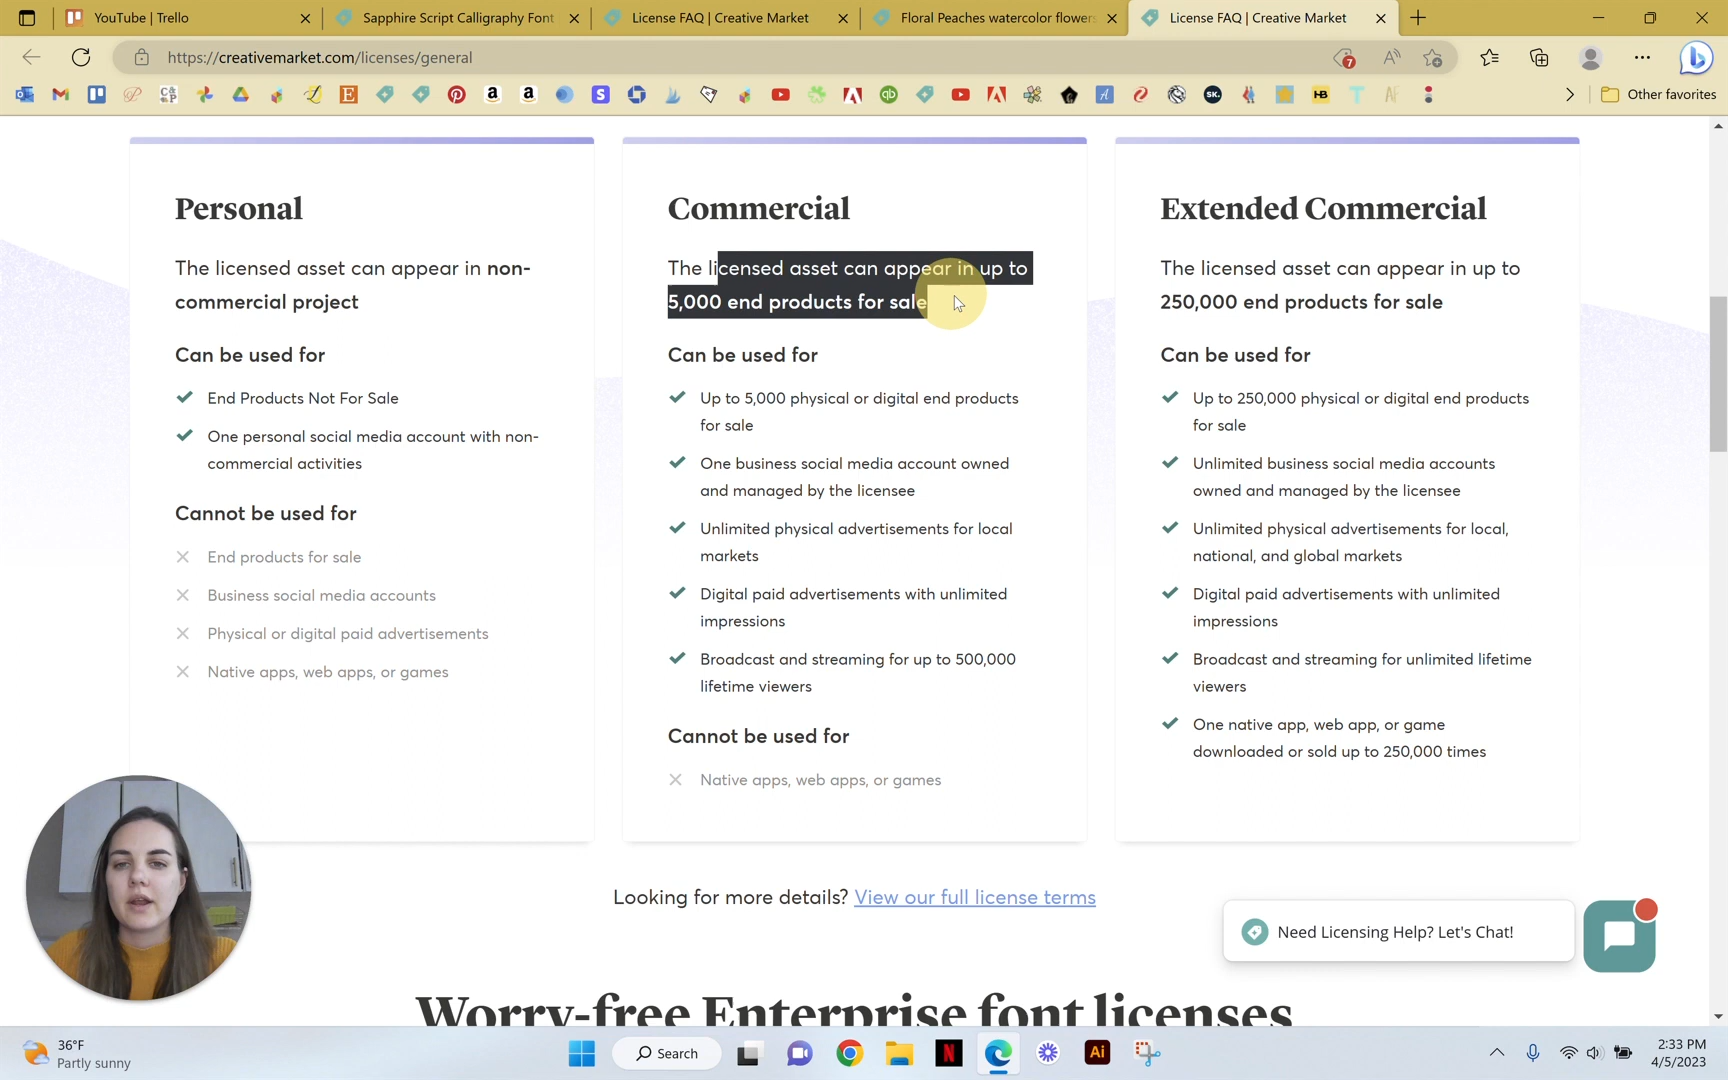 YouTube | Trello
Sapphire Script Calligraphy Font
License FAQ | Creative Market
Floral Peaches watercolor flowers
License FAQ | Creative Market
https://creativemarket.com/licenses/general
7
Other favorites
Personal
The licensed asset can appear in non-
commercial project
Can be used for
End Products Not For Sale
One personal social media account with non-
commercial activities
Cannot be used for
End products for sale
Business social media accounts
Physical or digital paid advertisements
Native apps, web apps, or games
Commercial
The licensed asset can appear in up to
5,000 end products for sale
Can be used for
Up to 5,000 physical or digital end products
for sale
One business social media account owned
and managed by the licensee
Unlimited physical advertisements for local
markets
Digital paid advertisements with unlimited
impressions
Broadcast and streaming for up to 500,000
lifetime viewers
Cannot be used for
Native apps, web apps, or games
Extended Commercial
The licensed asset can appear in up to
250,000 end products for sale
Can be used for
Up to 250,000 physical or digital end products
for sale
Unlimited business social media accounts
owned and managed by the licensee
Unlimited physical advertisements for local,
national, and global markets
Digital paid advertisements with unlimited
impressions
Broadcast and streaming for unlimited lifetime
viewers
One native app, web app, or game
downloaded or sold up to 250,000 times
Looking for more details? View our full license terms
Need Licensing Help? Let's Chat!
Worry-free Enterprise font licenses
36°F
Partly sunny
Search
2:33 PM
4/5/2023